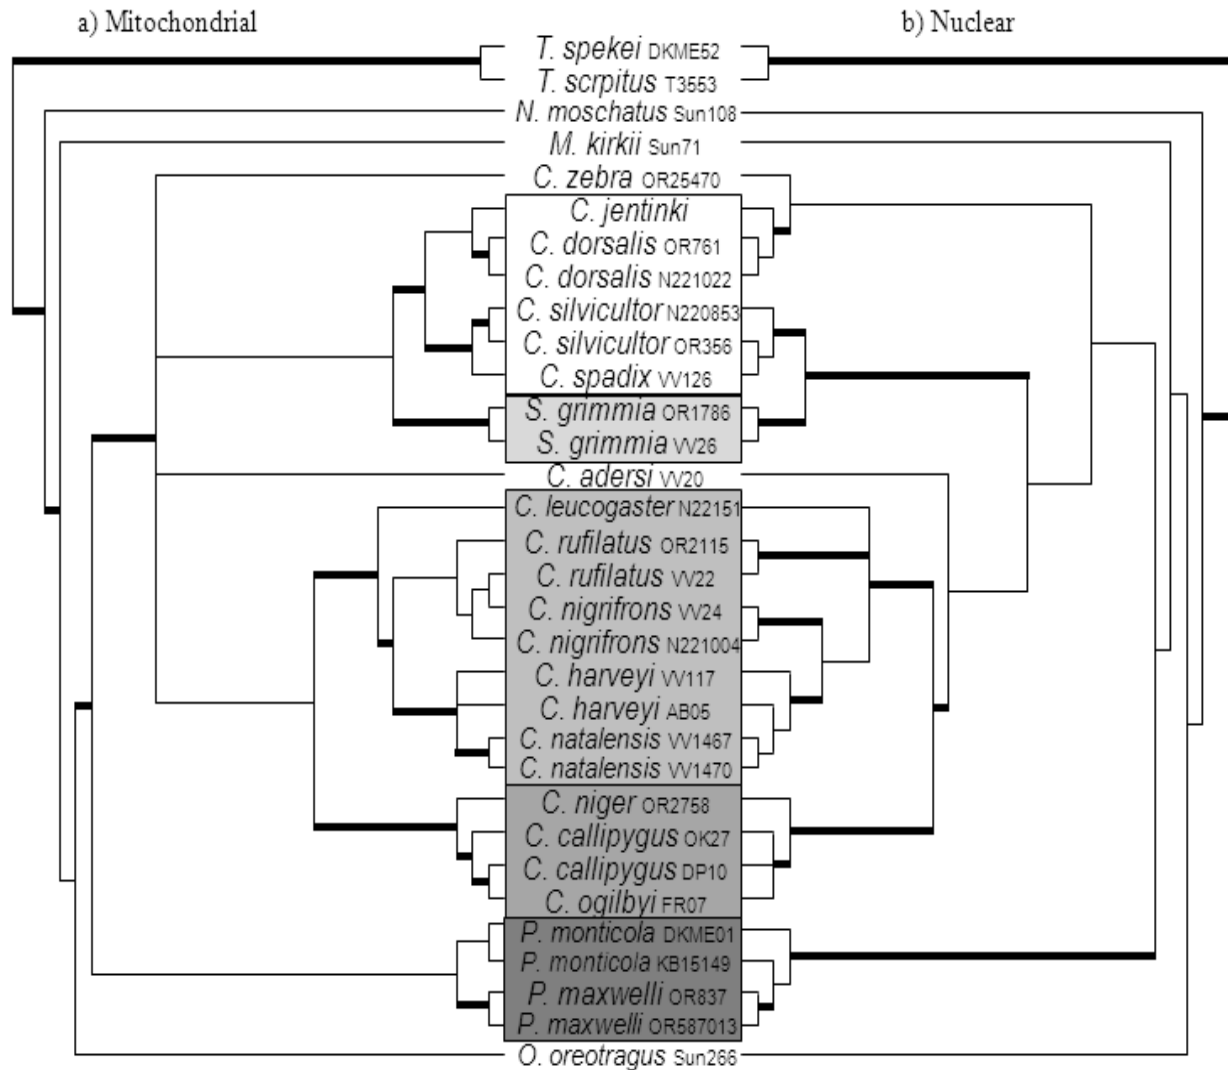 a) Mitochondrial
b) Nuclear
T. spekei DKME52
T. scrpitus T3553
N. moschatus Sun108
M. kirkii Sun71
C. zebra OR25470
C. jentinki
C. dorsalis OR761
C. dorsalis N221022
C. silvicultor N220853
C. silvicultor OR356
C. spadix VV126
S. grimmia OR1786
S. grimmia VV26
C. adersi VV20
C. leucogaster N22151
C. rufilatus OR2115
C. rufilatus VV22
C. nigrifrons VV24
C. nigrifrons N221004
C. harveyi VV117
C. harveyi AB05
C. natalensis VV1467
C. natalensis VV1470
C. niger OR2758
C. callipygus OK27
C. callipygus DP10
C. ogilbyi FR07
P. monticola DKME01
P. monticola KB15149
P. maxwelli OR837
P. maxwelli OR587013
O. oreotragus Sun266